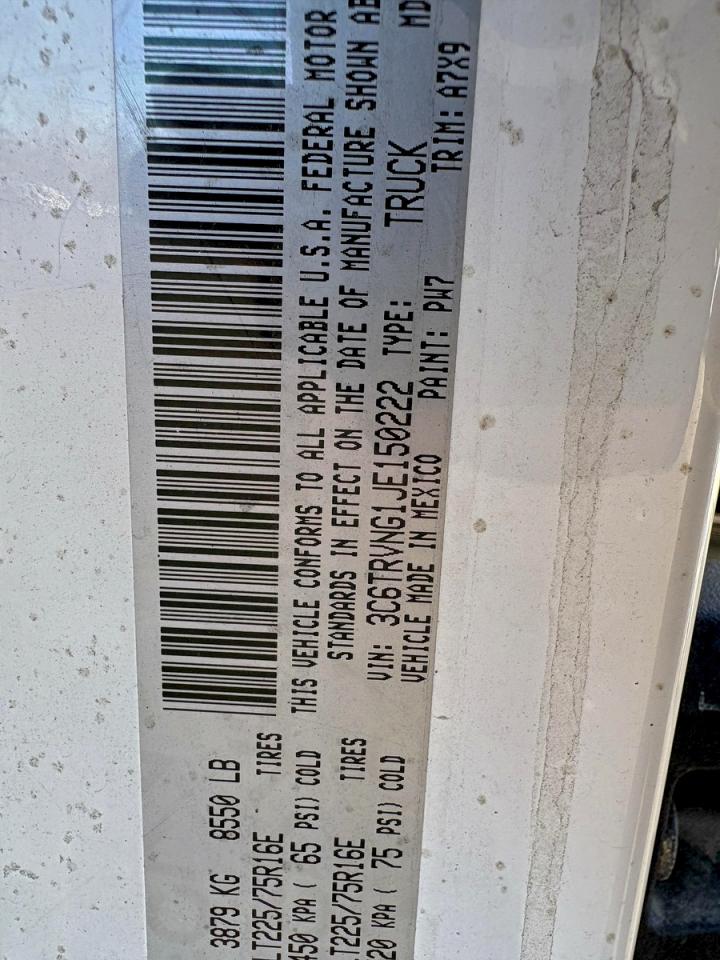 3879 KG 8550 LB
LT225/75R16E TIRES
450 KPA ( 65 PSI) COLD
LT225/75R16E TIRES
20 KPA ( 75 PSI) COLD
THIS VEHICLE CONFORMS TO ALL APPLICABLE U.S.A. FEDERAL MOTOR
STANDARDS IN EFFECT ON THE DATE OF MANUFACTURE SHOWN AB
VIN: 3C6TRVNG1JE150222 TYPE: TRUCK MD
VEHICLE MADE IN MEXICO PAINT: PW7 TRIM: A7X9